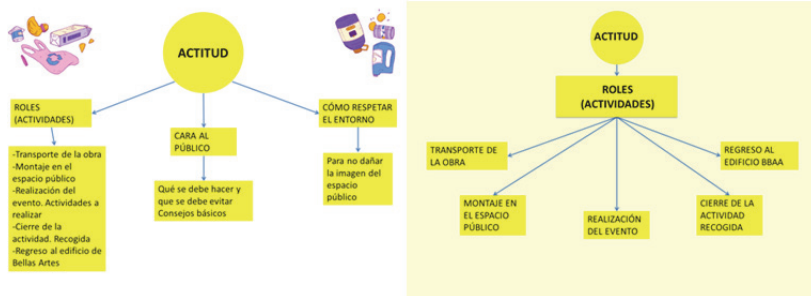 ACTITUD
ROLES
(ACTIVIDADES)
-Transporte de la obra
-Montaje en el
espacio público
-Realización del
evento. Actividades a
realizar
-Cierre de la
actividad. Recogida
-Regreso al edificio de
Bellas Artes
CARA AL
PÚBLICO
Qué se debe hacer y
que se debe evitar
Consejos básicos
CÓMO RESPETAR
EL ENTORNO
Para no dañar
la imagen del
espacio
público
ACTITUD
ROLES
(ACTIVIDADES)
TRANSPORTE DE
LA OBRA
MONTAJE EN
EL ESPACIO
PÚBLICO
REALIZACIÓN
DEL EVENTO
CIERRE DE LA
ACTIVIDAD
RECOGIDA
REGRESO AL
EDIFICIO BBAA